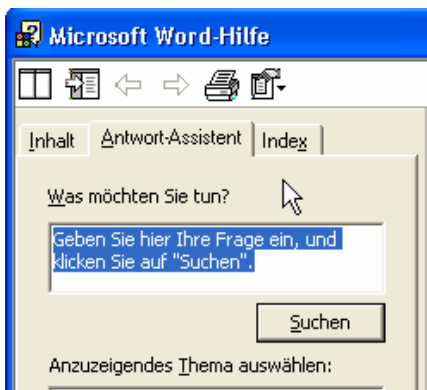 Microsoft Word-Hilfe
Inhalt Antwort-Assistent Index
Was möchten Sie tun?
Geben Sie hier Ihre Frage ein, und
klicken Sie auf "Suchen".
Suchen
Anzuzeigendes Thema auswählen: